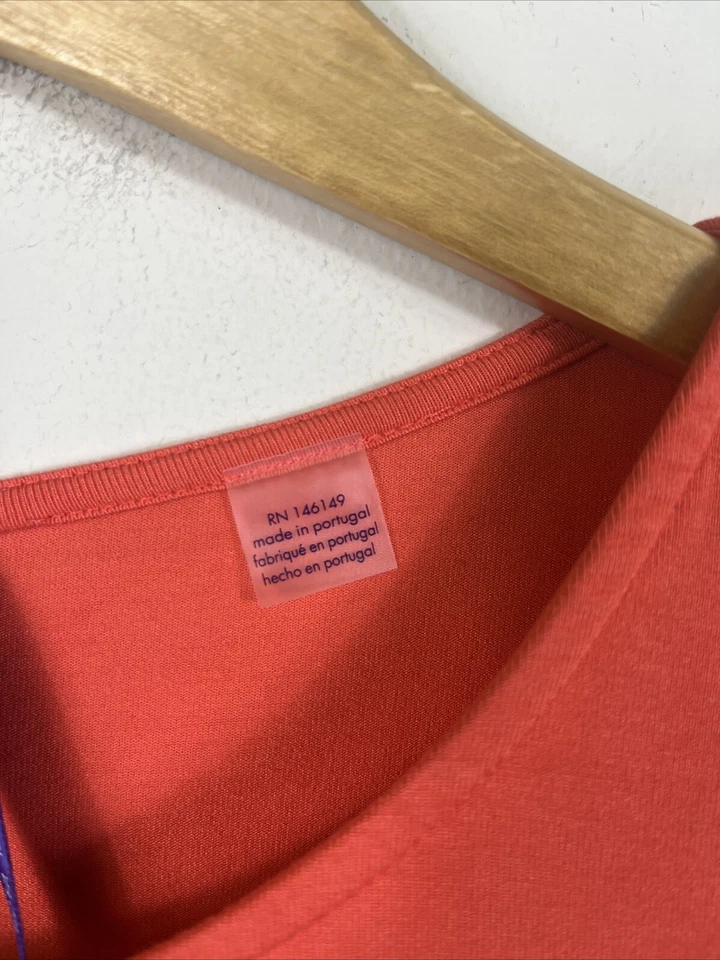 RN 146149
made in portugal
fabriqué en portugal
hecho en portugal